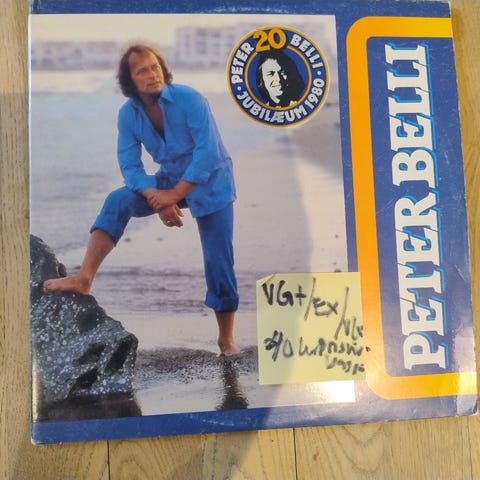 PETER 20 BELLI
JUBILÆUM 1980
PETER BELLI
VG+/EX/